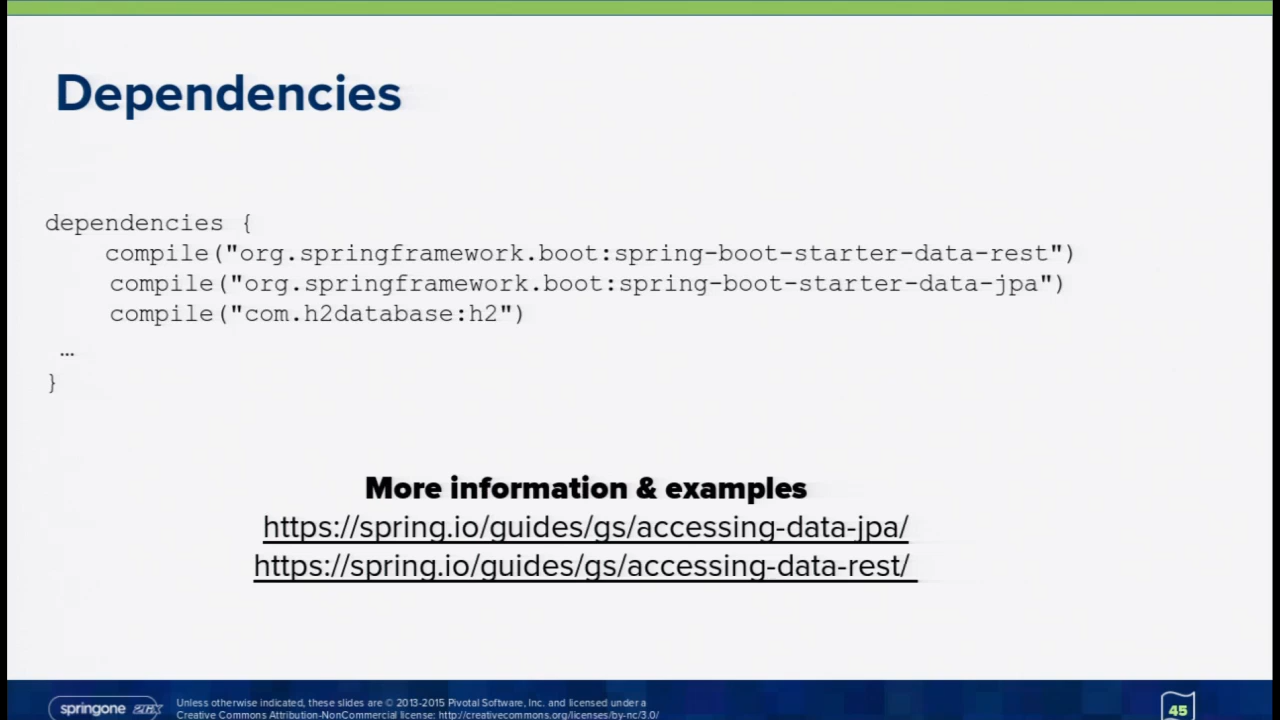 Dependencies
dependencies {
compile("org.springframework.boot:spring-boot-starter-data-rest")
compile("org.springframework.boot:spring-boot-starter-data-jpa")
compile("com.h2database:h2")
…
}
More information & examples
https://spring.io/guides/gs/accessing-data-jpa/
https://spring.io/guides/gs/accessing-data-rest/
springone 2GX
Unless otherwise indicated, these slides are © 2013-2015 Pivotal Software, Inc. and licensed under a
Creative Commons Attribution-NonCommercial license: http://creativecommons.org/licenses/by-nc/3.0/
45